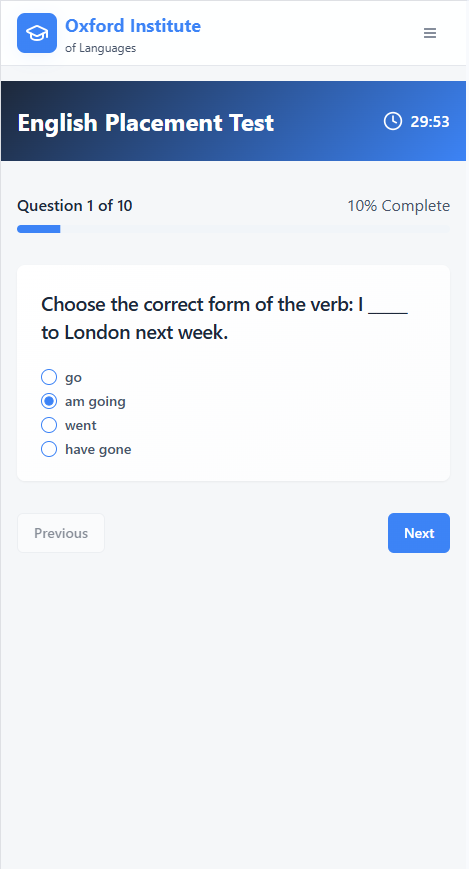 Oxford Institute
of Languages
English Placement Test
29:53
Question 1 of 10
10% Complete
Choose the correct form of the verb: I _____
to London next week.
go
am going
went
have gone
Previous
Next